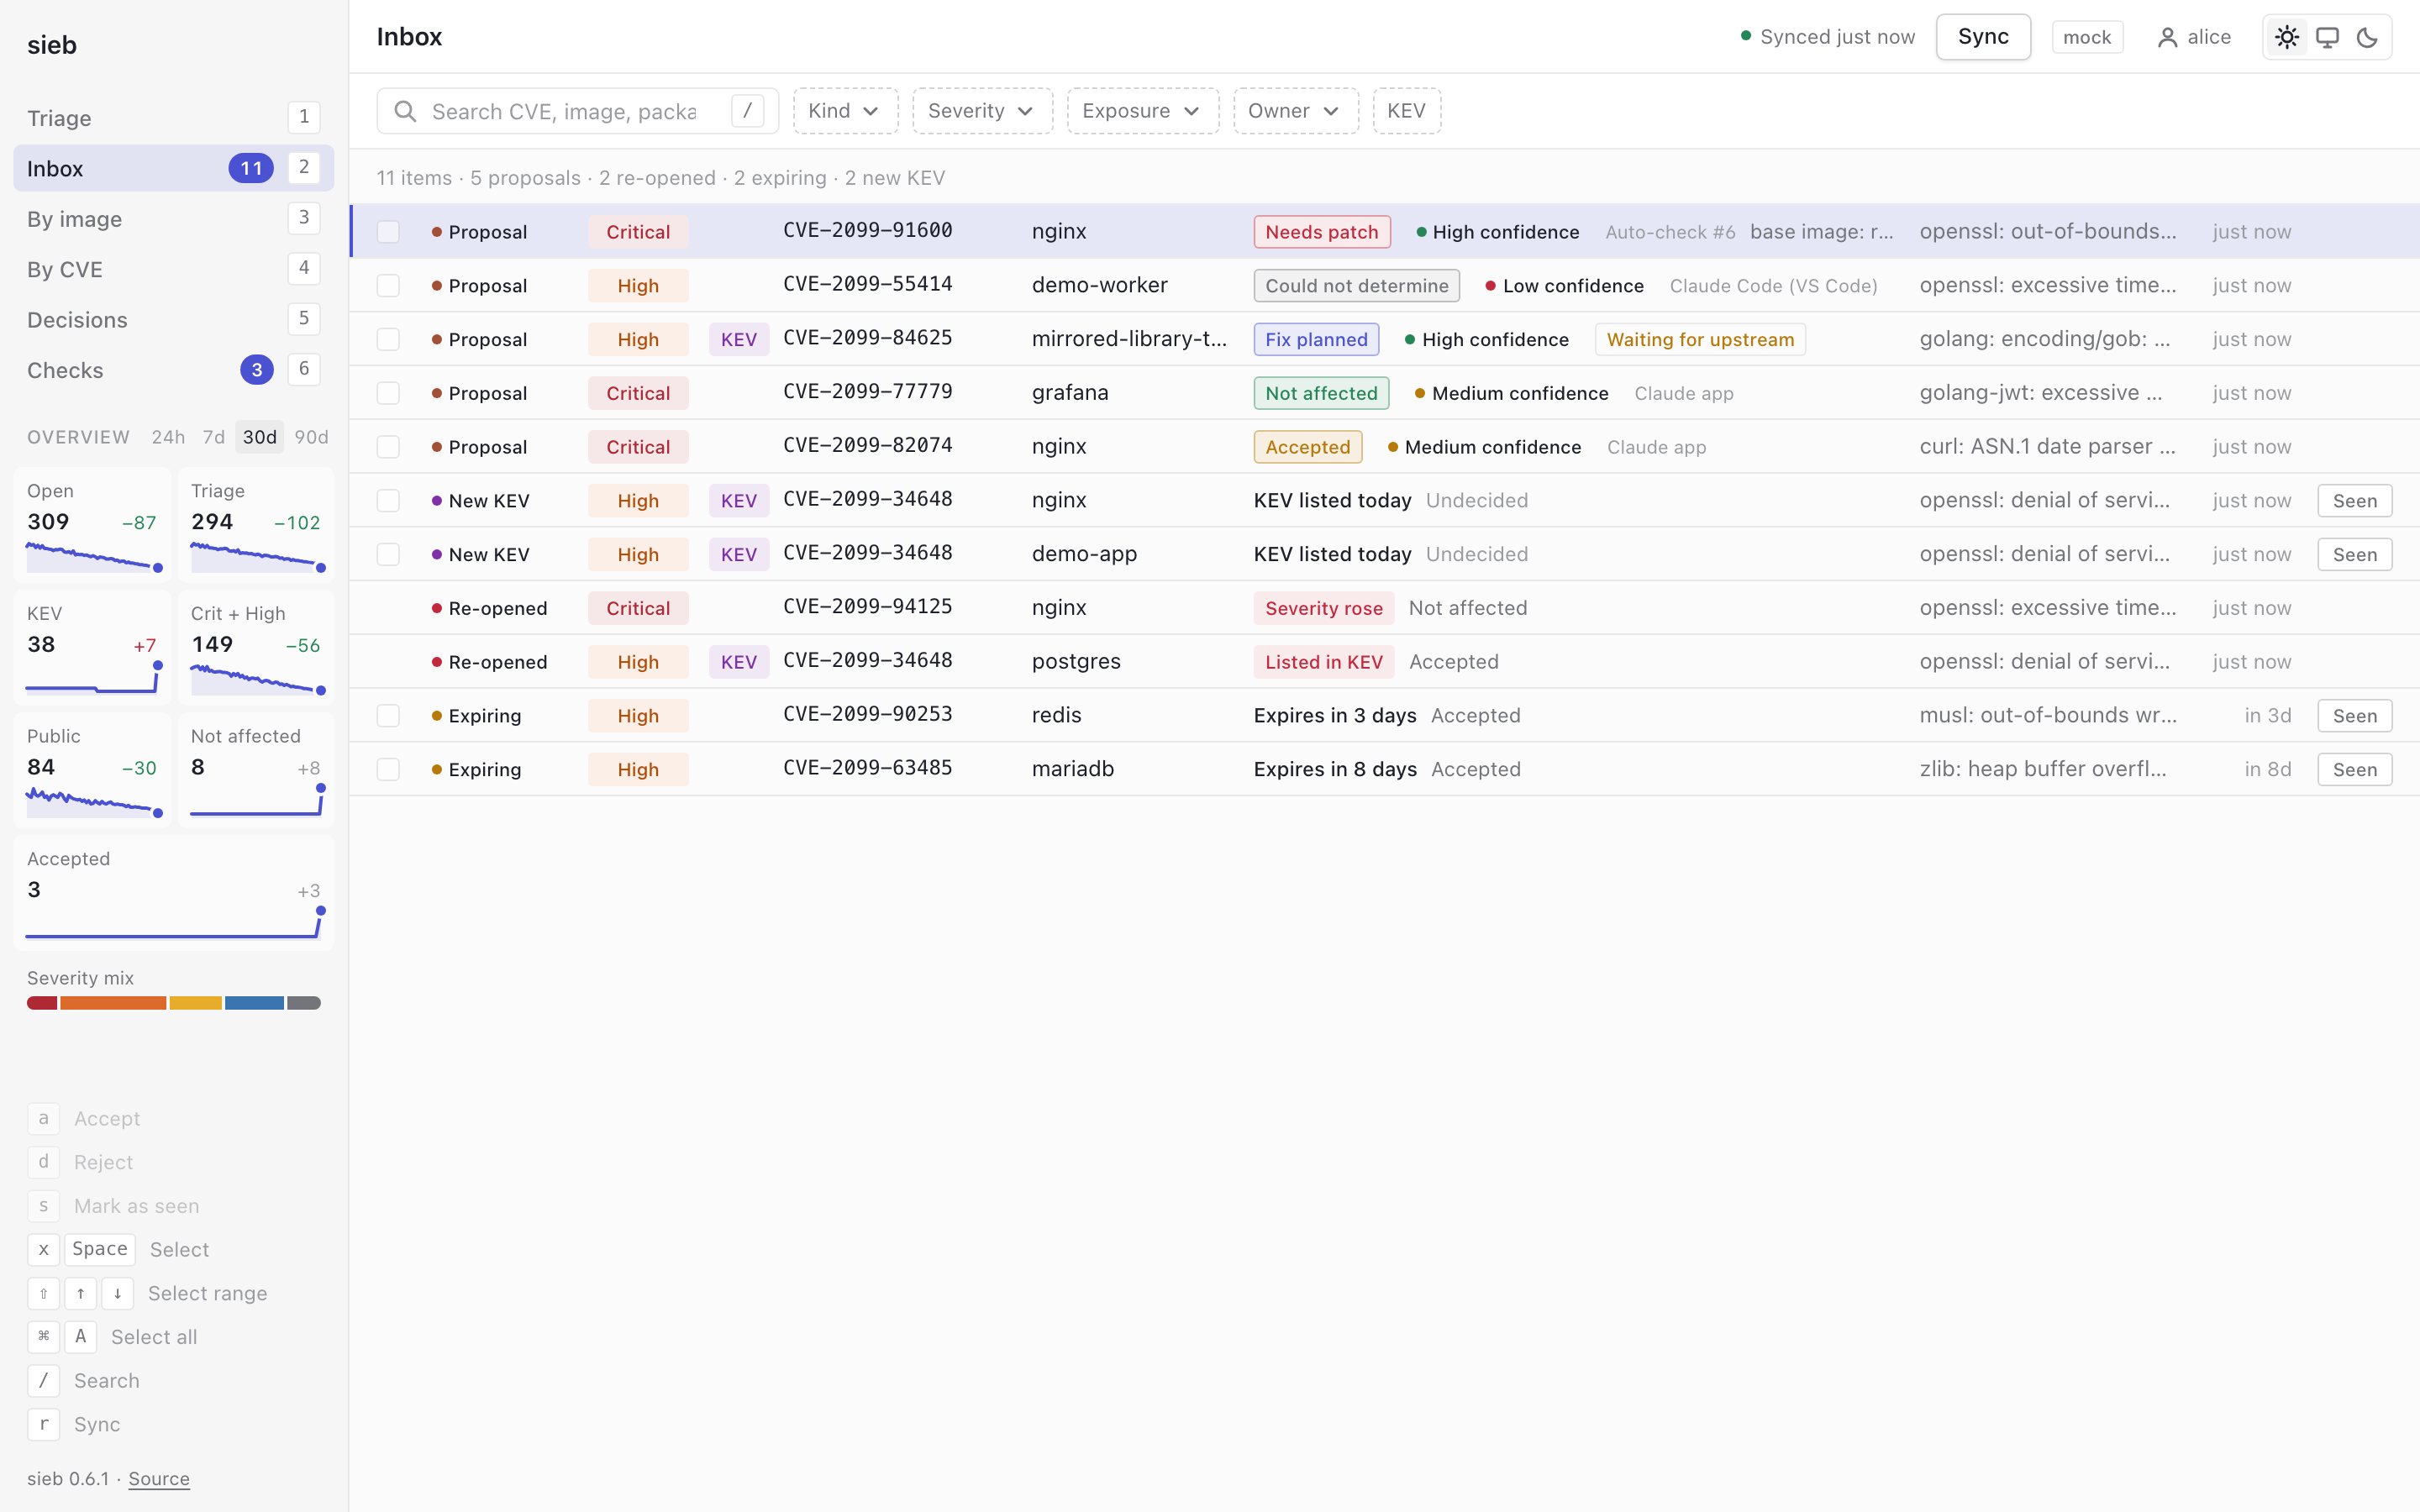 sieb
Triage 1
Inbox 11 2
By image 3
By CVE 4
Decisions 5
Checks 3 6
OVERVIEW 24h 7d 30d 90d
Open
309 −87
Triage
294 −102
KEV
38 +7
Crit + High
149 −56
Public
84 −30
Not affected
8 +8
Accepted
3 +3
Severity mix
a Accept
d Reject
s Mark as seen
x Space Select
⇧ ↑ ↓ Select range
⌘ A Select all
/ Search
r Sync
sieb 0.6.1 · Source
Inbox
Synced just now Sync mock alice
Search CVE, image, packa / Kind Severity Exposure Owner KEV
11 items · 5 proposals · 2 re-opened · 2 expiring · 2 new KEV
Proposal Critical CVE-2099-91600 nginx Needs patch High confidence Auto-check #6 base image: r... openssl: out-of-bounds... just now
Proposal High CVE-2099-55414 demo-worker Could not determine Low confidence Claude Code (VS Code) openssl: excessive time... just now
Proposal High KEV CVE-2099-84625 mirrored-library-t... Fix planned High confidence Waiting for upstream golang: encoding/gob: ... just now
Proposal Critical CVE-2099-77779 grafana Not affected Medium confidence Claude app golang-jwt: excessive ... just now
Proposal Critical CVE-2099-82074 nginx Accepted Medium confidence Claude app curl: ASN.1 date parser ... just now
New KEV High KEV CVE-2099-34648 nginx KEV listed today Undecided openssl: denial of servi... just now Seen
New KEV High KEV CVE-2099-34648 demo-app KEV listed today Undecided openssl: denial of servi... just now Seen
Re-opened Critical CVE-2099-94125 nginx Severity rose Not affected openssl: excessive time... just now
Re-opened High KEV CVE-2099-34648 postgres Listed in KEV Accepted openssl: denial of servi... just now
Expiring High CVE-2099-90253 redis Expires in 3 days Accepted musl: out-of-bounds wr... in 3d Seen
Expiring High CVE-2099-63485 mariadb Expires in 8 days Accepted zlib: heap buffer overfl... in 8d Seen